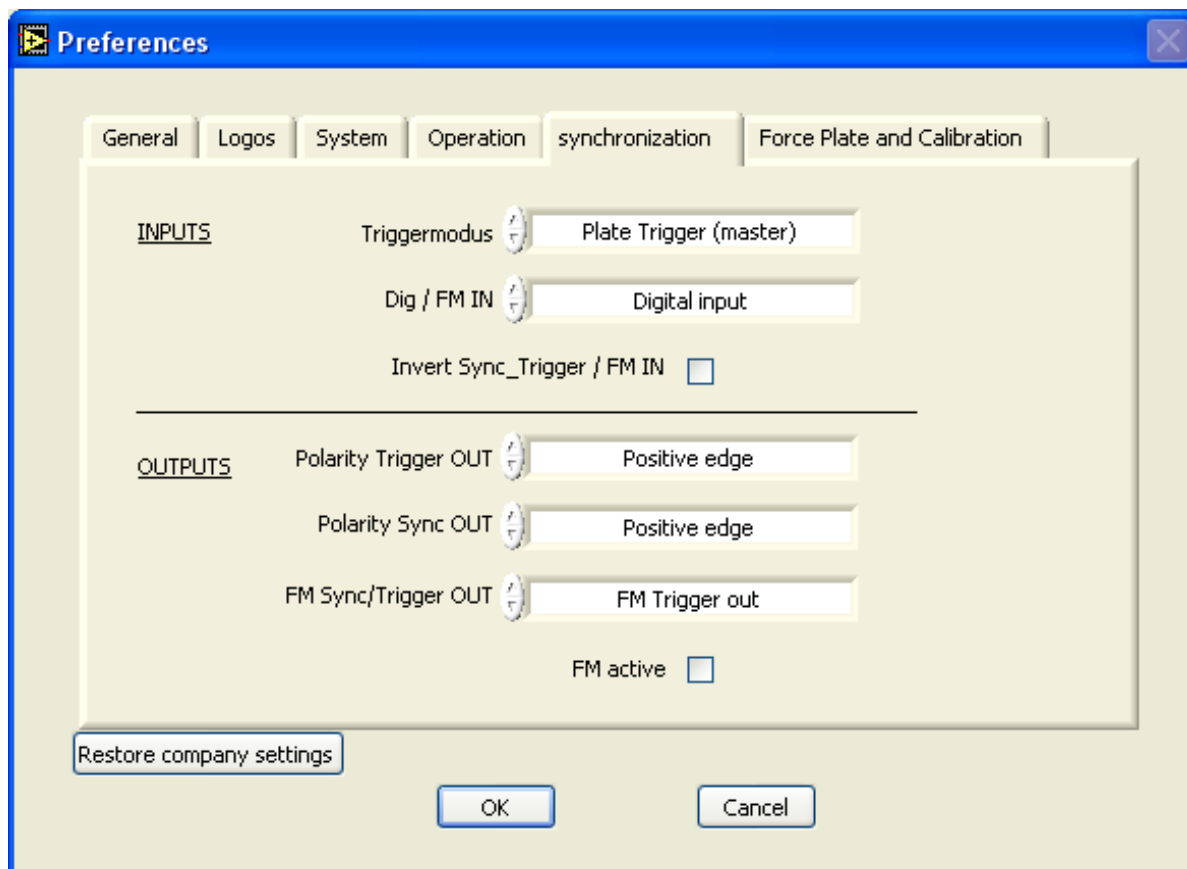 Preferences
General Logos System Operation synchronization Force Plate and Calibration
INPUTS Triggermodus Plate Trigger (master)
Dig / FM IN Digital input
Invert Sync_Trigger / FM IN
OUTPUTS Polarity Trigger OUT Positive edge
Polarity Sync OUT Positive edge
FM Sync/Trigger OUT FM Trigger out
FM active
Restore company settings
OK Cancel